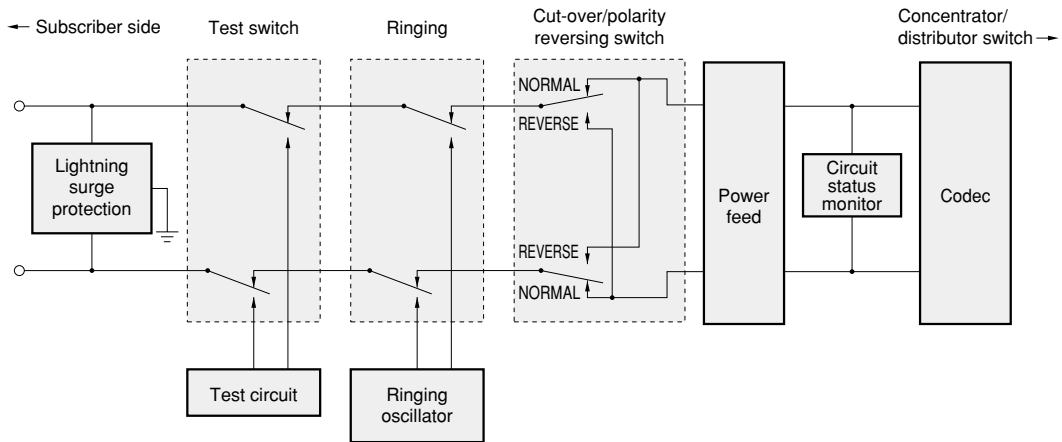 ← Subscriber side
Test switch
Ringing
Cut-over/polarity
reversing switch
Concentrator/
distributor switch →
NORMAL
REVERSE
Lightning
surge
protection
Power
feed
Circuit
status
monitor
Codec
REVERSE
NORMAL
Test circuit
Ringing
oscillator